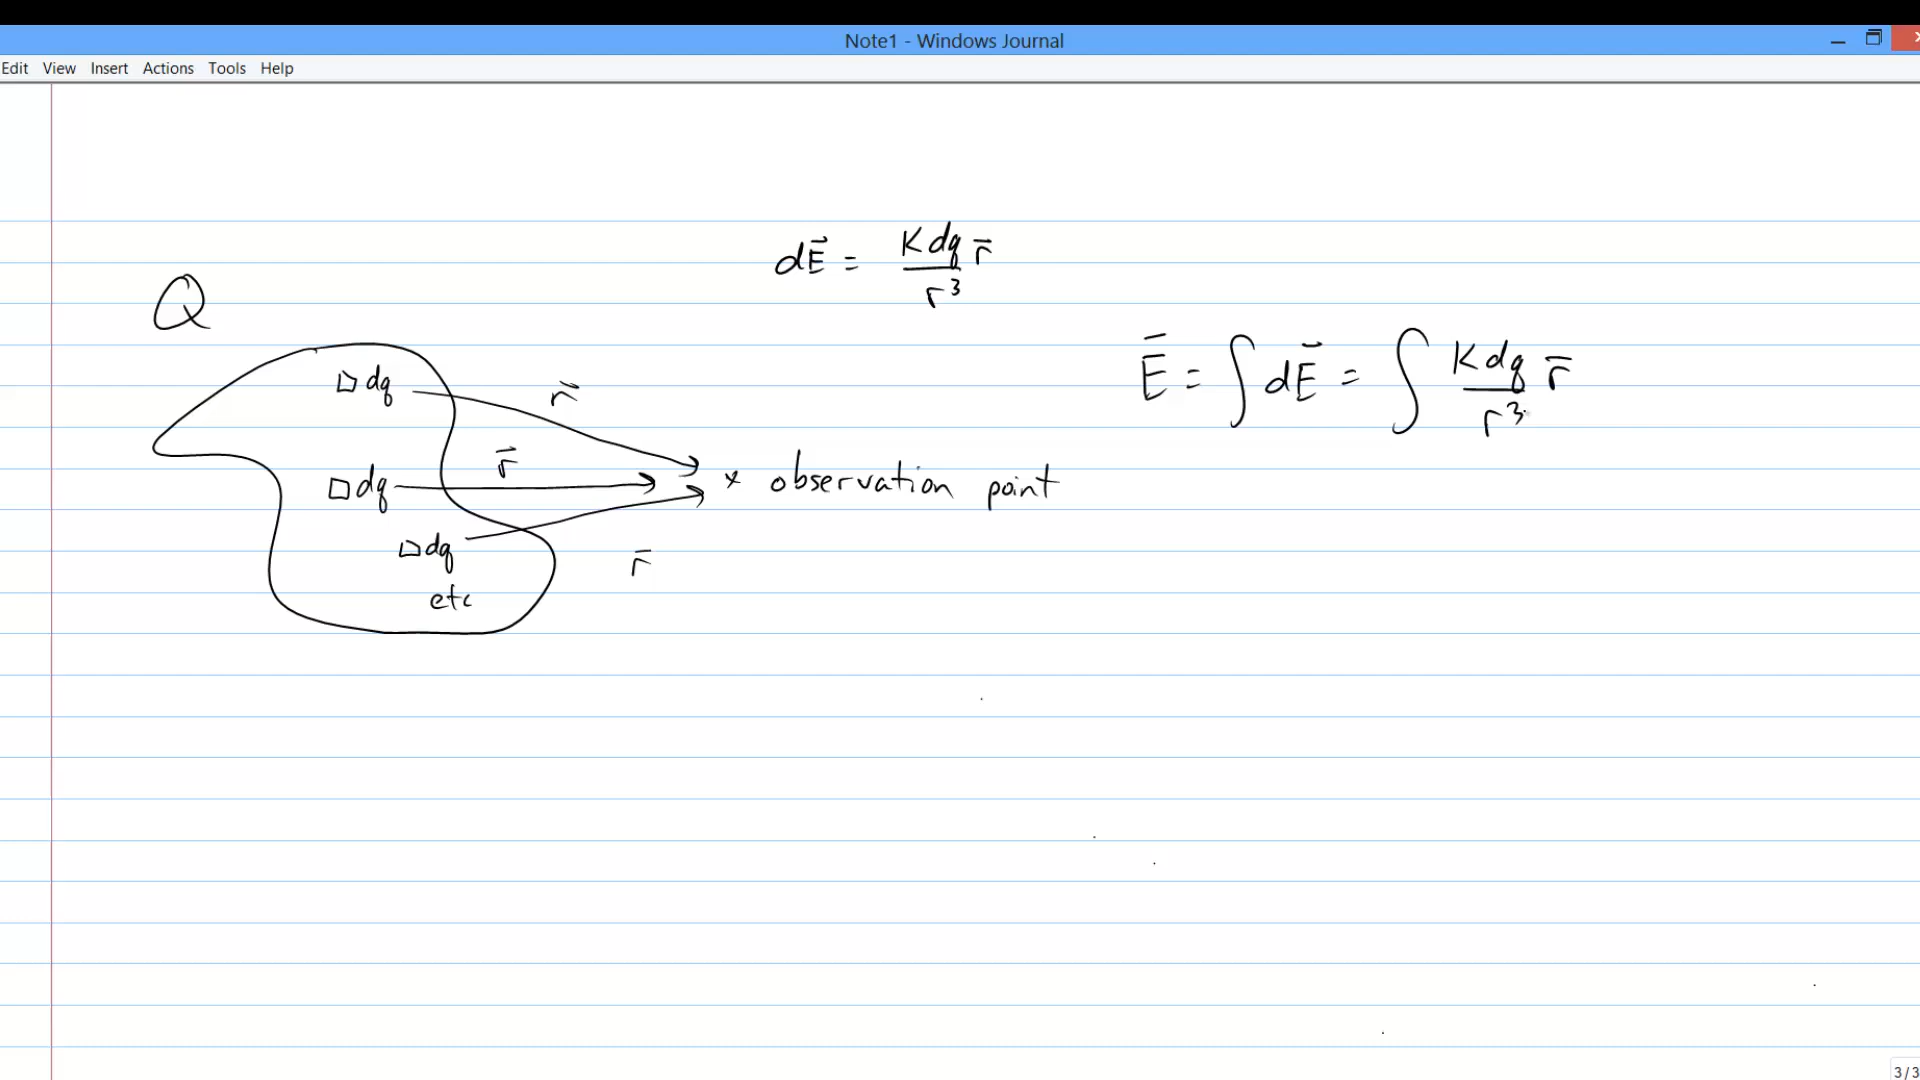 Note1 - Windows Journal
Edit View Insert Actions Tools Help
dE⃗ = K dq r⃗ / r³
Q
E⃗ = ∫ dE⃗ = ∫ K dq r⃗ / r³
dq r⃗
dq r⃗ x observation point
dq r⃗
etc
3 / 3